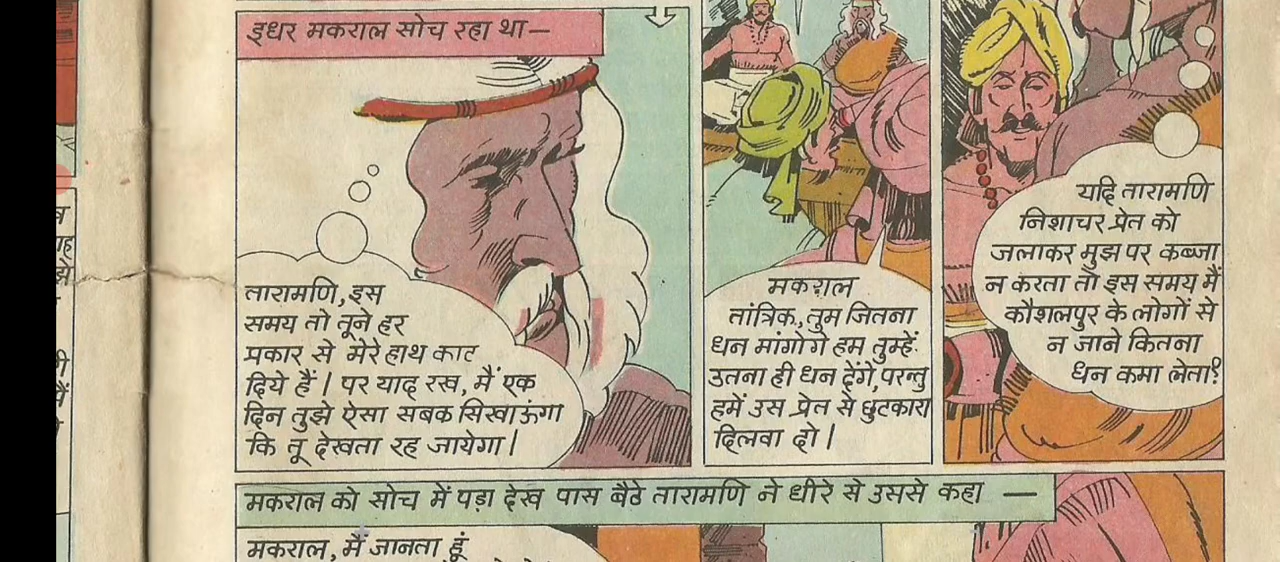 इधर मकराल सोच रहा था—
तारामणि, इस
समय तो तूने हर
प्रकार से मेरे हाथ काट
दिये हैं। पर याद रख, मैं एक
दिन तुझे ऐसा सबक सिखाऊंगा
कि तू देखता रह जायेगा।
मकराल
तांत्रिक, तुम जितना
धन मांगोगे हम तुम्हें
उतना ही धन देंगे, परन्तु
हमें उस प्रेत से छुटकारा
दिलवा दो।
यदि तारामणि
निशाचर प्रेत को
जलाकर मुझ पर कब्जा
न करता तो इस समय मैं
कौशलपुर के लोगों से
न जाने कितना
धन कमा लेता?
मकराल को सोच में पड़ा देख पास बैठे तारामणि ने धीरे से उससे कहा —
मकराल, मैं जानता हूं